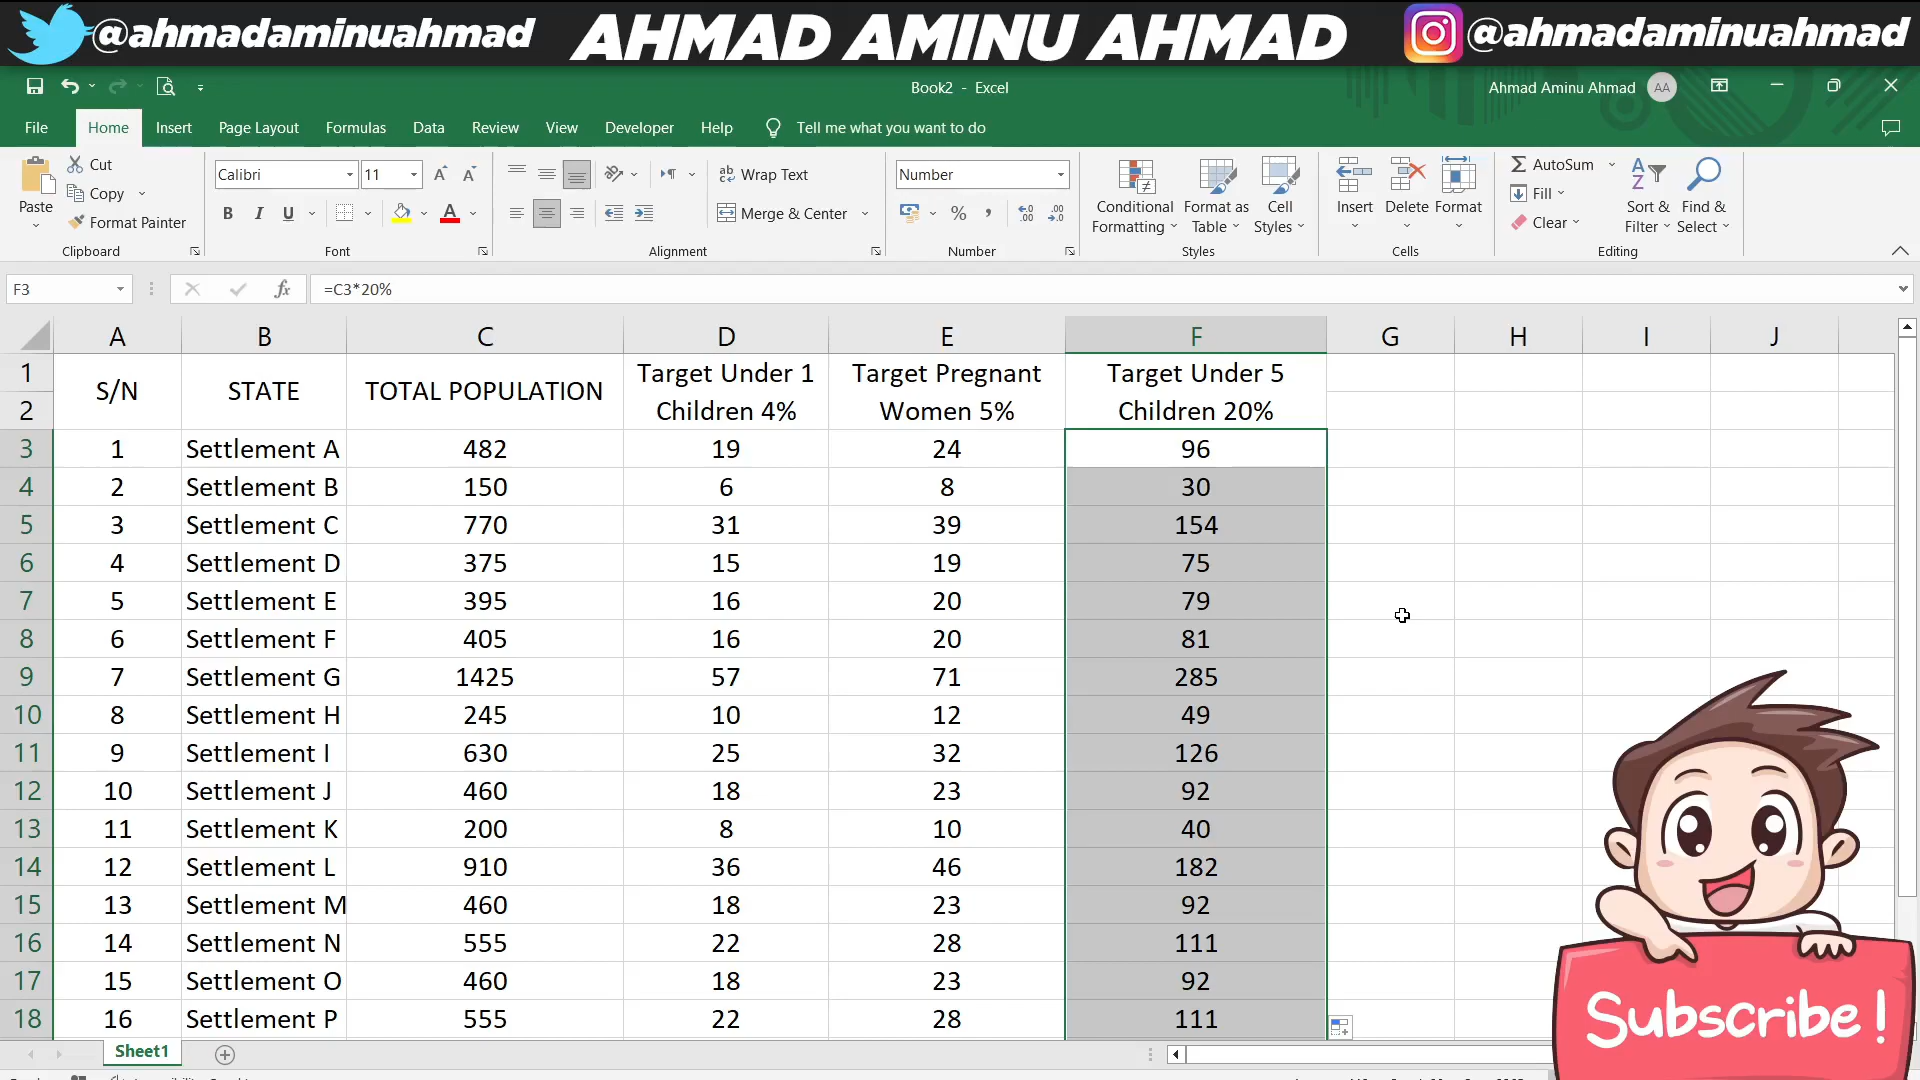 @ahmadaminuahmad AHMAD AMINU AHMAD @ahmadaminuahmad
Book2 - Excel Ahmad Aminu Ahmad AA
File Home Insert Page Layout Formulas Data Review View Developer Help Tell me what you want to do
Cut
Copy
Format Painter
Paste
Clipboard
Calibri 11
B I U A
Font
Wrap Text
Merge & Center
Alignment
Number
%
Number
Conditional Formatting
Format as Table
Cell Styles
Styles
Insert Delete Format
Cells
AutoSum
Fill
Clear
Sort & Filter
Find & Select
Editing
F3 fx =C3*20%
A B C D E F G H I J
1 S/N STATE TOTAL POPULATION Target Under 1 Target Pregnant Target Under 5
2 Children 4% Women 5% Children 20%
3 1 Settlement A 482 19 24 96
4 2 Settlement B 150 6 8 30
5 3 Settlement C 770 31 39 154
6 4 Settlement D 375 15 19 75
7 5 Settlement E 395 16 20 79
8 6 Settlement F 405 16 20 81
9 7 Settlement G 1425 57 71 285
10 8 Settlement H 245 10 12 49
11 9 Settlement I 630 25 32 126
12 10 Settlement J 460 18 23 92
13 11 Settlement K 200 8 10 40
14 12 Settlement L 910 36 46 182
15 13 Settlement M 460 18 23 92
16 14 Settlement N 555 22 28 111
17 15 Settlement O 460 18 23 92
18 16 Settlement P 555 22 28 111
Subscribe!
Sheet1